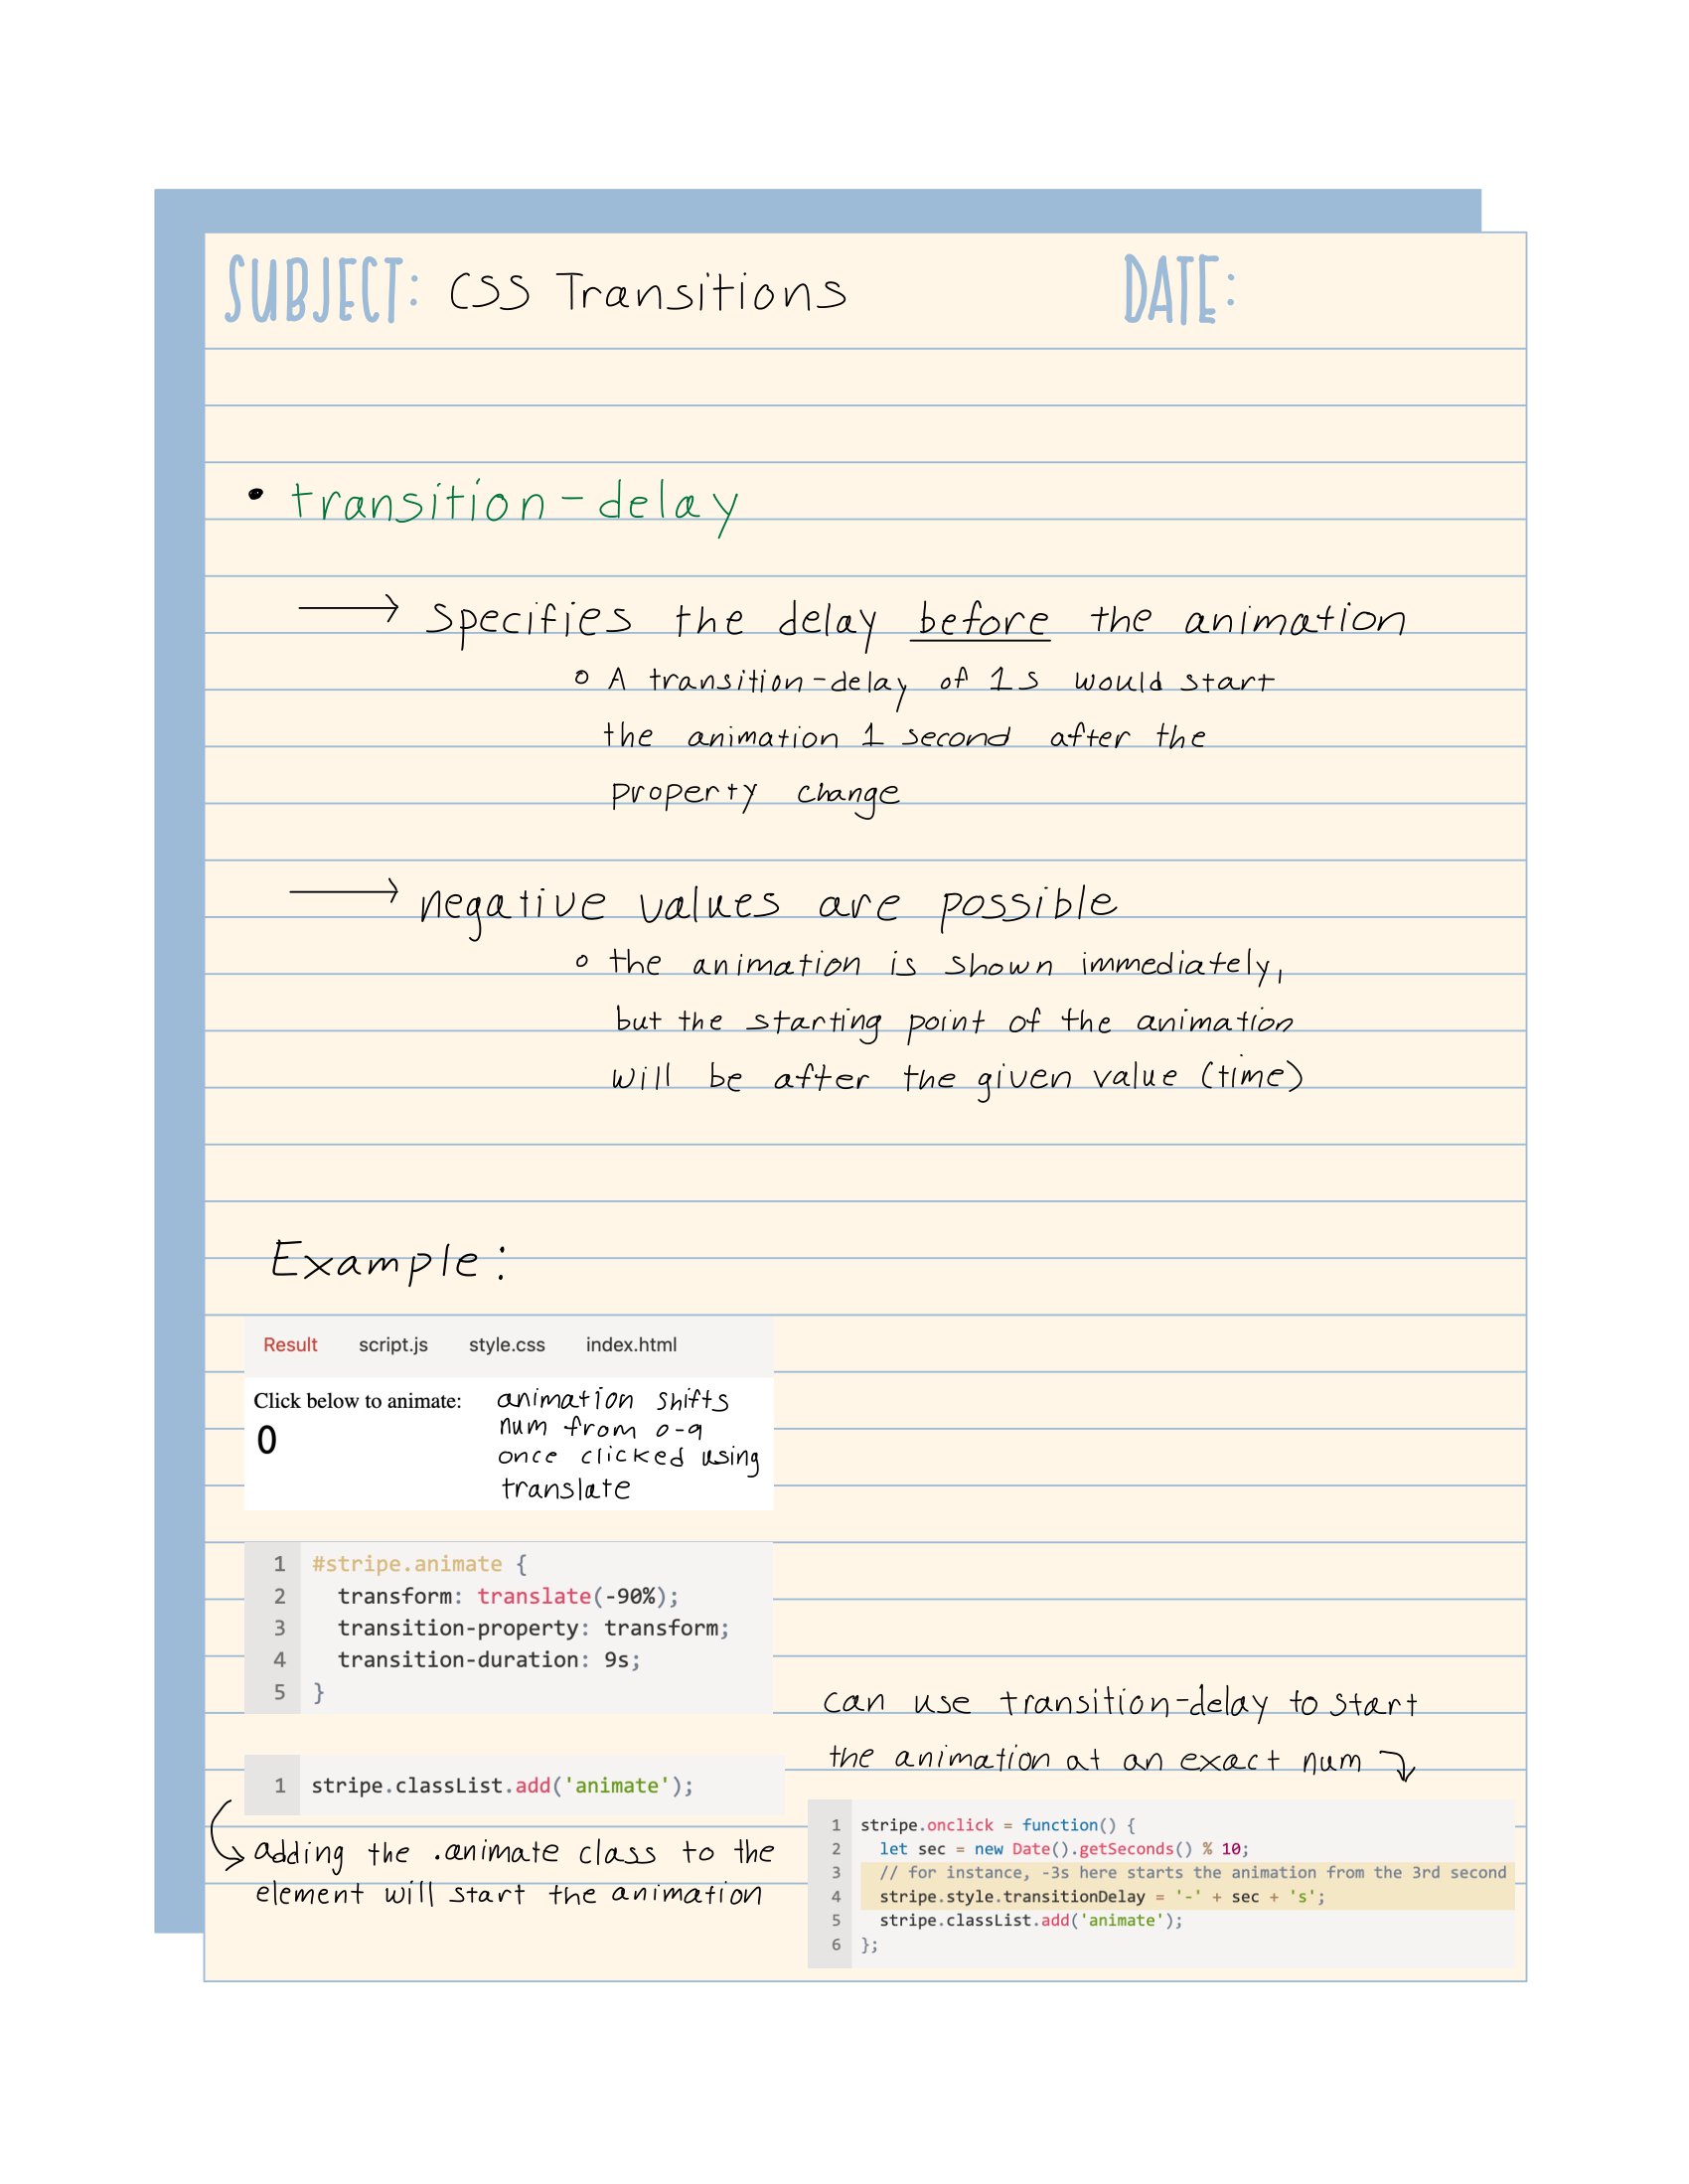 SUBJECT: CSS Transitions DATE:
• transition-delay
→ specifies the delay before the animation
◦ A transition-delay of 1s would start
the animation 1 second after the
property change
→ negative values are possible
◦ the animation is shown immediately,
but the starting point of the animation
will be after the given value (time)
Example:
Result script.js style.css index.html
Click below to animate:
0
animation shifts
num from 0-9
once clicked using
translate
1 #stripe.animate {
2 transform: translate(-90%);
3 transition-property: transform;
4 transition-duration: 9s;
5 }
1 stripe.classList.add('animate');
adding the .animate class to the
element will start the animation
can use transition-delay to start
the animation at an exact num
1 stripe.onclick = function() {
2 let sec = new Date().getSeconds() % 10;
3 // for instance, -3s here starts the animation from the 3rd second
4 stripe.style.transitionDelay = '-' + sec + 's';
5 stripe.classList.add('animate');
6 };